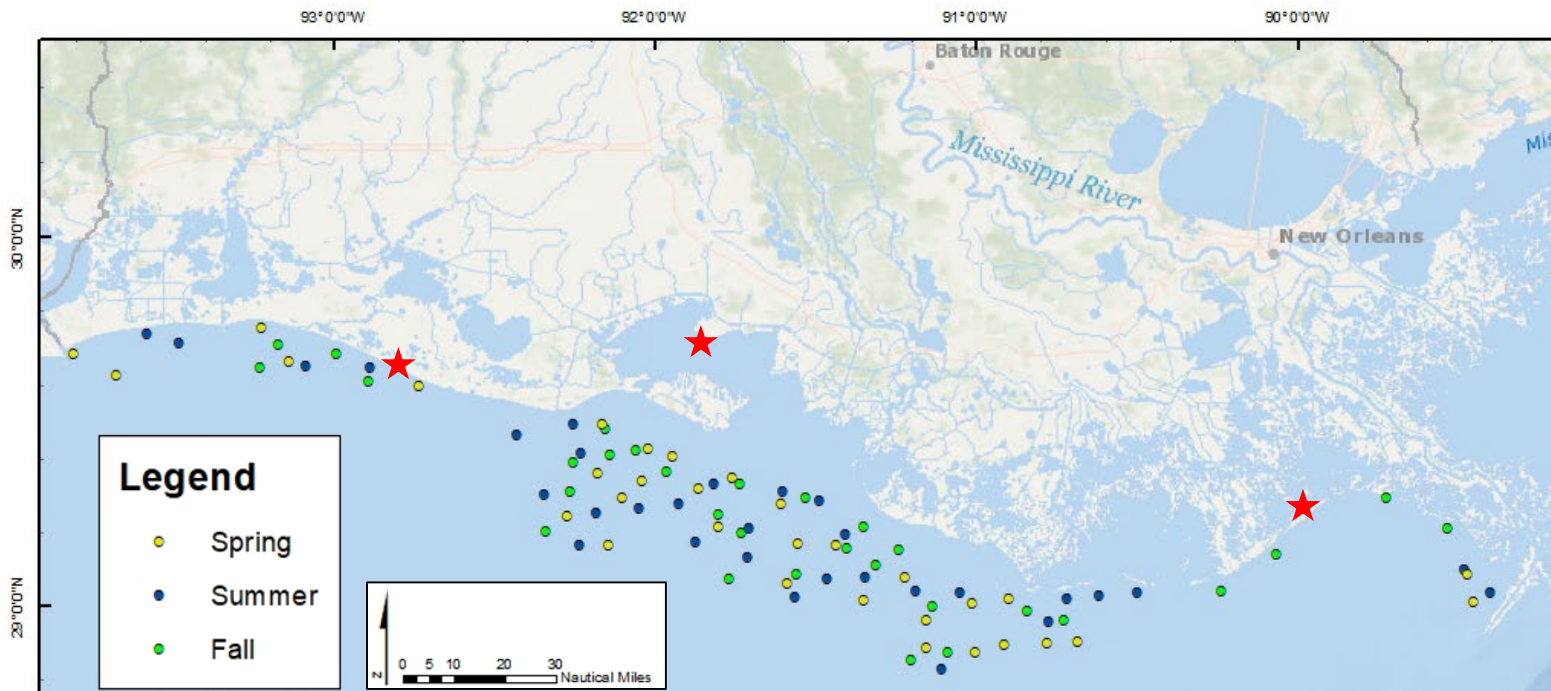 93°0'0"W 92°0'0"W 91°0'0"W 90°0'0"W
Baton Rouge
Mississippi River
Mis
30°0'0"N
New Orleans
Legend
Spring
Summer
Fall
29°0'0"N
N
0 5 10 20 30
Nautical Miles